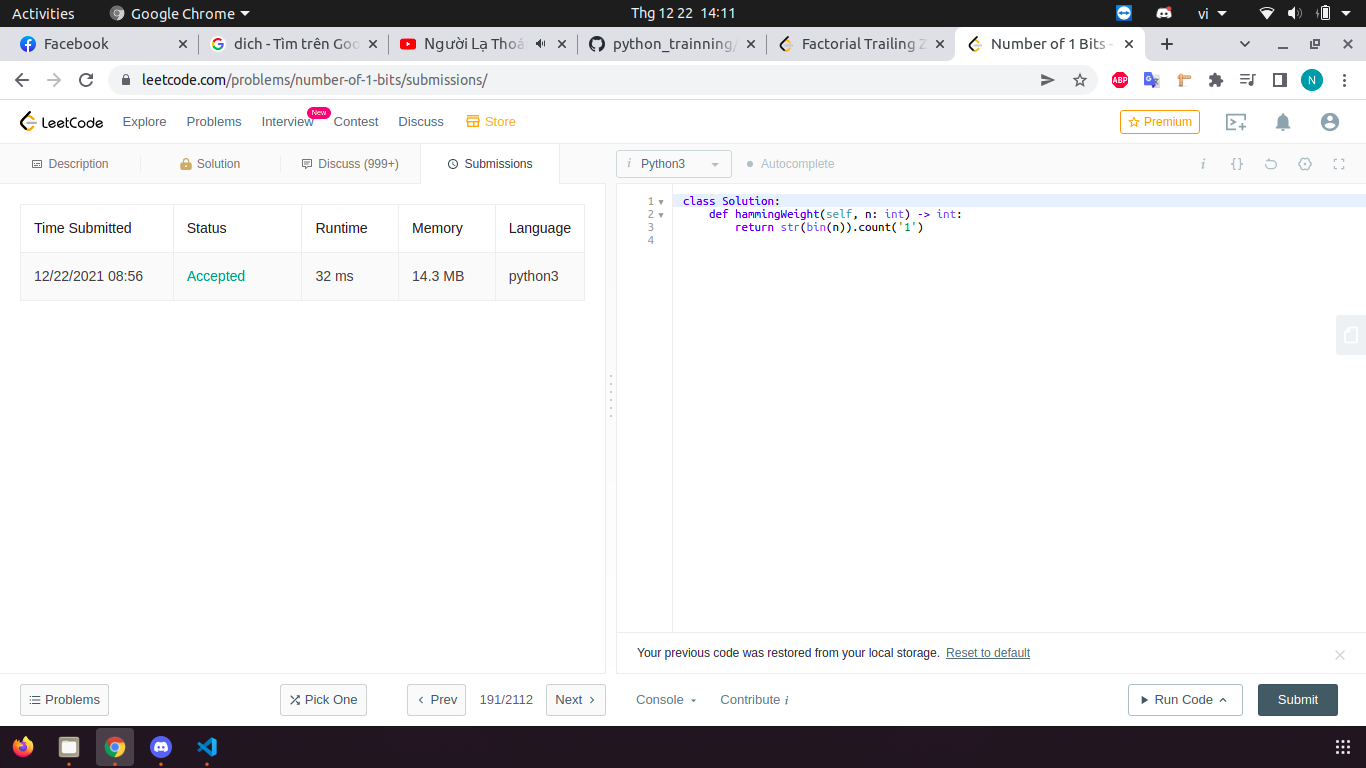 Activities Google Chrome Thg 12 22 14:11 vi
Facebook dich - Tìm trên Goo Người Lạ Thoá python_trainning/ Factorial Trailing Z Number of 1 Bits -
leetcode.com/problems/number-of-1-bits/submissions/ ABP N
LeetCode Explore Problems Interview New Contest Discuss Store Premium
Description Solution Discuss (999+) Submissions i Python3 Autocomplete i {}
Time Submitted Status Runtime Memory Language
12/22/2021 08:56 Accepted 32 ms 14.3 MB python3
1 class Solution:
2 def hammingWeight(self, n: int) -> int:
3 return str(bin(n)).count('1')
4
Your previous code was restored from your local storage. Reset to default
Problems Pick One Prev 191/2112 Next Console Contribute i Run Code Submit